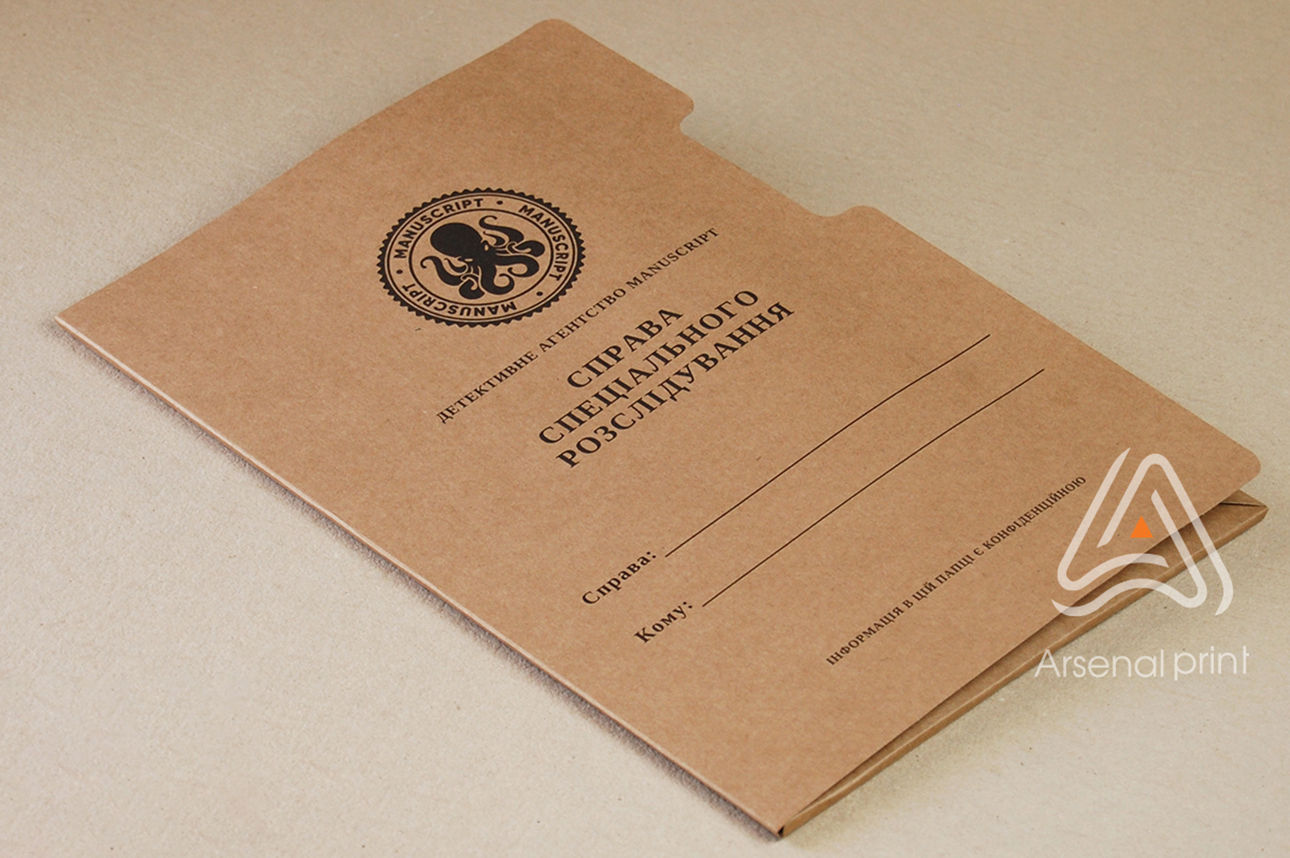 MANUSCRIPT • MANUSCRIPT • MANUSCRIPT •
ДЕТЕКТИВНЕ АГЕНТСТВО MANUSCRIPT
СПРАВА
СПЕЦІАЛЬНОГО
РОЗСЛІДУВАННЯ
Справа:
Кому:
ІНФОРМАЦІЯ В ЦІЙ ПАПЦІ Є КОНФІДЕНЦІЙНОЮ
Arsenal print